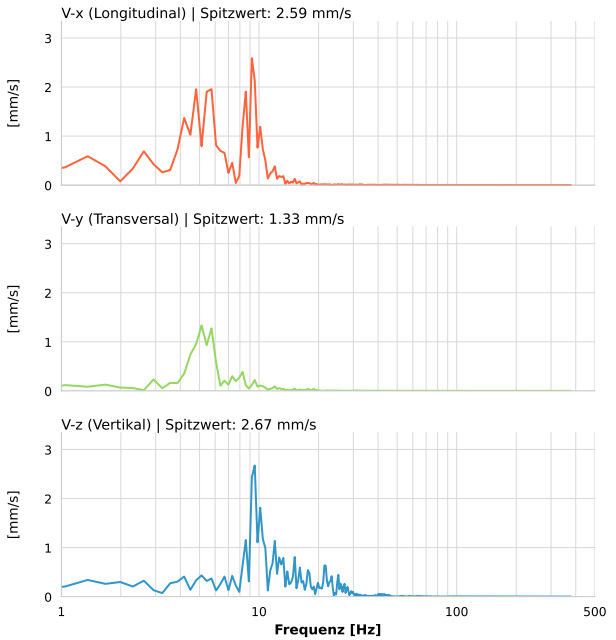 V-x (Longitudinal) | Spitzwert: 2.59 mm/s
3
2
1
0
[mm/s]
V-y (Transversal) | Spitzwert: 1.33 mm/s
3
2
1
0
[mm/s]
V-z (Vertikal) | Spitzwert: 2.67 mm/s
3
2
1
0
[mm/s]
1 10 100 500
Frequenz [Hz]